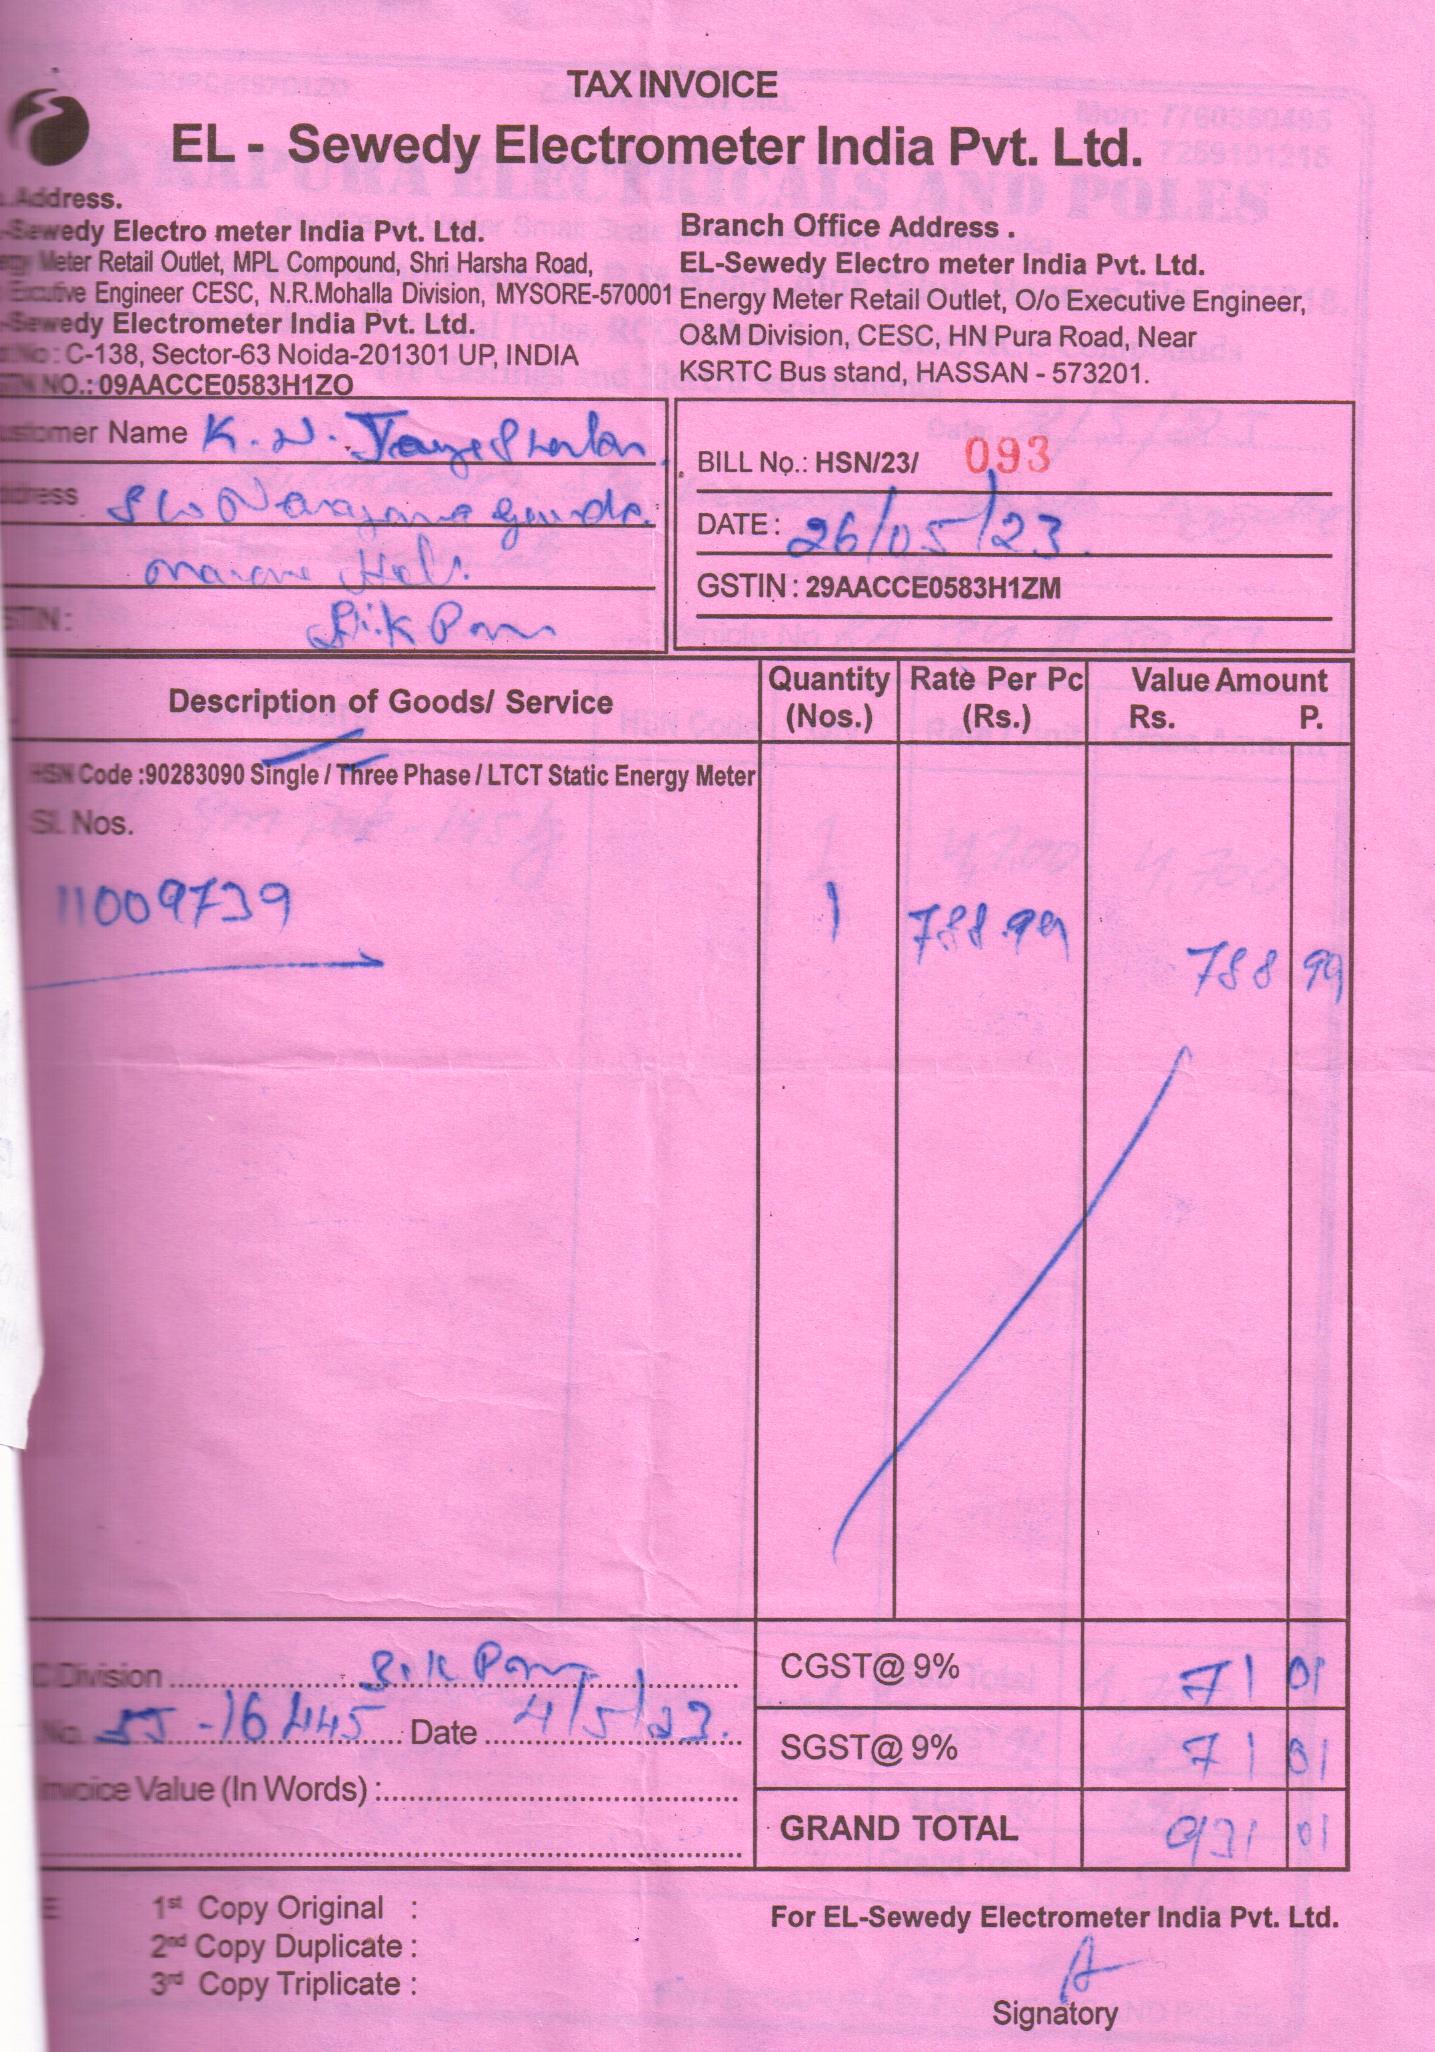 TAX INVOICE
EL - Sewedy Electrometer India Pvt. Ltd.
Address.
-Sewedy Electro meter India Pvt. Ltd.
Meter Retail Outlet, MPL Compound, Shri Harsha Road,
Engineer CESC, N.R.Mohalla Division, MYSORE-570001
-Sewedy Electrometer India Pvt. Ltd.
: C-138, Sector-63 Noida-201301 UP, INDIA
NO.: 09AACCE0583H1ZO
Branch Office Address .
EL-Sewedy Electro meter India Pvt. Ltd.
Energy Meter Retail Outlet, O/o Executive Engineer,
O&M Division, CESC, HN Pura Road, Near
KSRTC Bus stand, HASSAN - 573201.
Customer Name K. N.
Address S/o Narayana Gowda
GSTIN :
BILL No.: HSN/23/ 093
DATE : 26/05/23.
GSTIN : 29AACCE0583H1ZM
Description of Goods/ Service Quantity (Nos.) Rate Per Pc (Rs.) Value Amount Rs. P.
HSN Code :90283090 Single / Three Phase / LTCT Static Energy Meter
Sl. Nos.
11009739 1 788.99 788 99
Division
No. Date 4/5/23.
Invoice Value (In Words) :
CGST@ 9% 71 01
SGST@ 9% 71 01
GRAND TOTAL 931 01
1st Copy Original :
2nd Copy Duplicate :
3rd Copy Triplicate :
For EL-Sewedy Electrometer India Pvt. Ltd.
Signatory